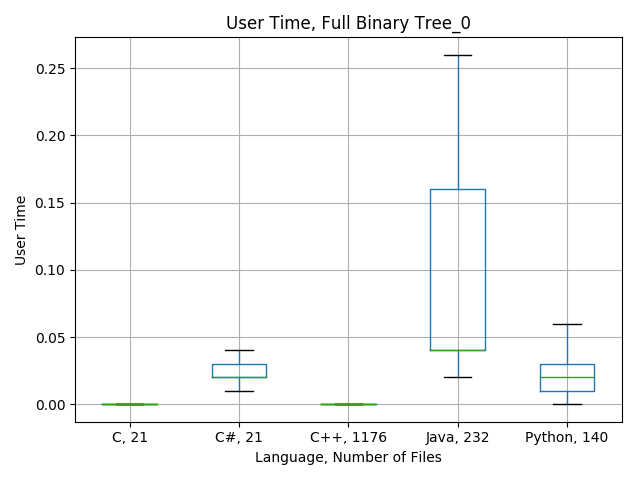 User Time, Full Binary Tree_0
0.25
0.20
0.15
0.10
0.05
0.00
User Time
C, 21
C#, 21
C++, 1176
Java, 232
Python, 140
Language, Number of Files